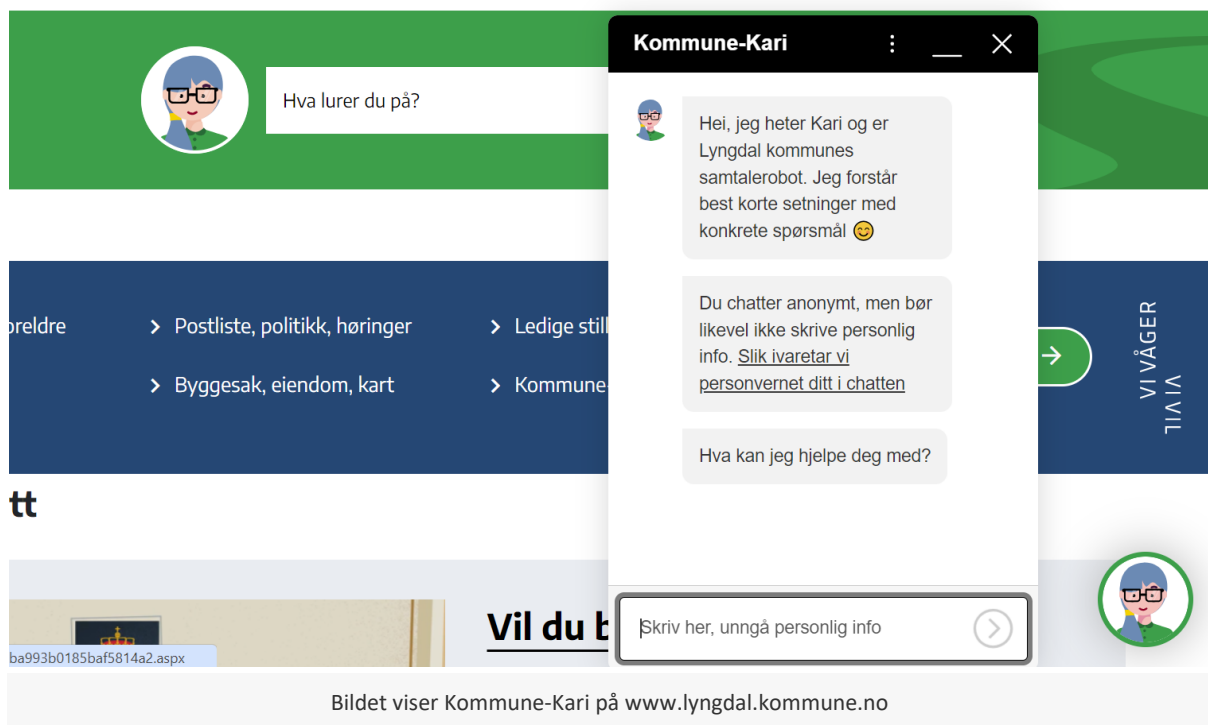 Hva lurer du på?
Kommune-Kari
Hei, jeg heter Kari og er
Lyngdal kommunes
samtalerobot. Jeg forstår
best korte setninger med
konkrete spørsmål 😊
Du chatter anonymt, men bør
likevel ikke skrive personlig
info. Slik ivaretar vi
personvernet ditt i chatten
Hva kan jeg hjelpe deg med?
Skriv her, unngå personlig info
oreldre
Postliste, politikk, høringer
Ledige still
Byggesak, eiendom, kart
Kommune-
VI VÅGER
VI VIL
tt
Vil du b
ba993b0185baf5814a2.aspx
Bildet viser Kommune-Kari på www.lyngdal.kommune.no